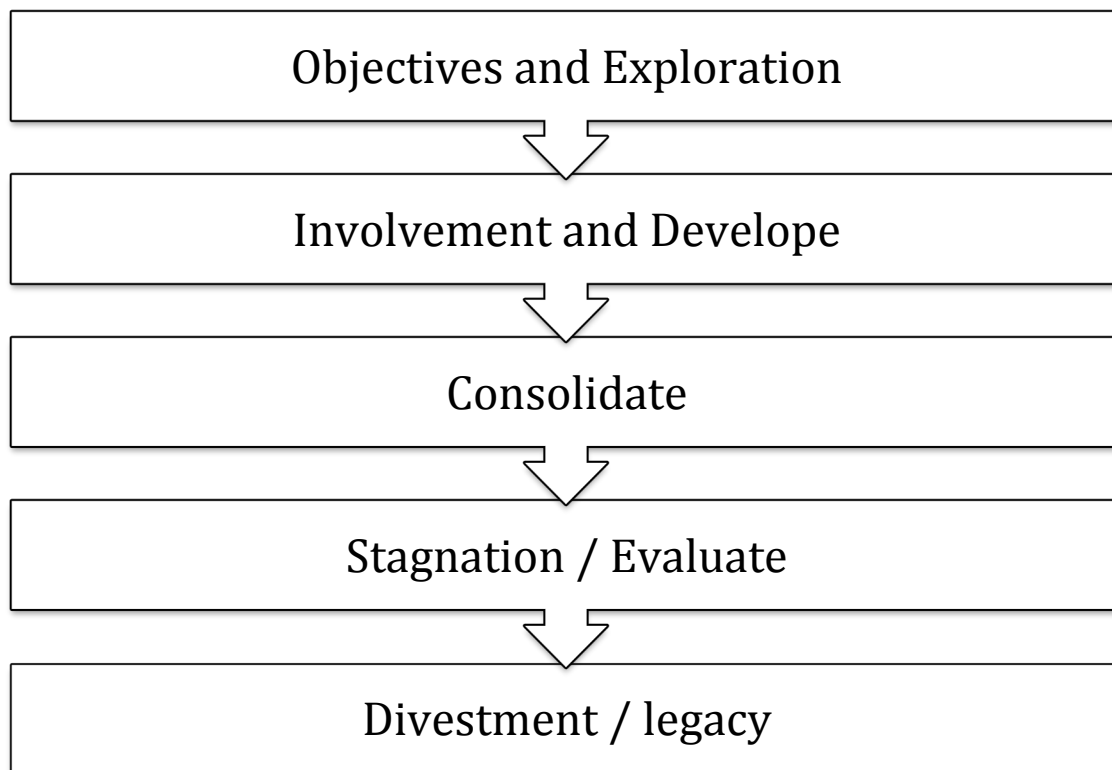 Objectives and Exploration
Involvement and Develope
Consolidate
Stagnation / Evaluate
Divestment / legacy